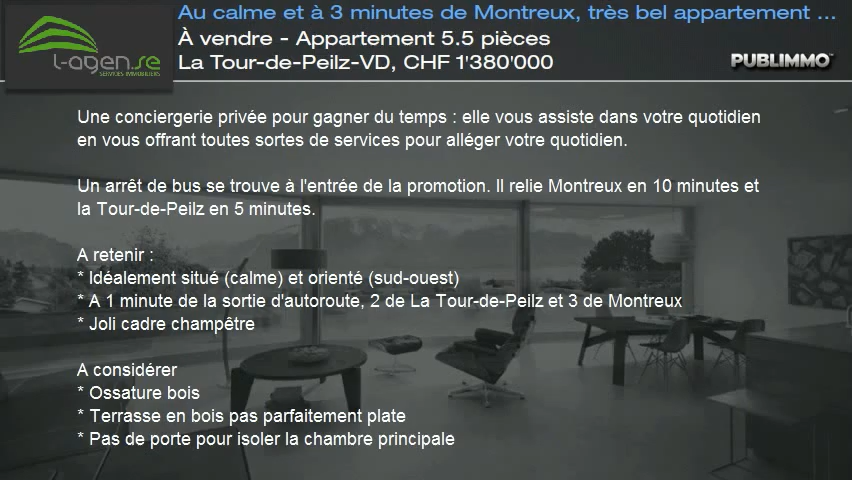 Au calme et à 3 minutes de Montreux, très bel appartement ...
À vendre - Appartement 5.5 pièces
La Tour-de-Peilz-VD, CHF 1'380'000
l-agen.se
SERVICES IMMOBILIERS
PUBLIMMO™
Une conciergerie privée pour gagner du temps : elle vous assiste dans votre quotidien
en vous offrant toutes sortes de services pour alléger votre quotidien.
Un arrêt de bus se trouve à l'entrée de la promotion. Il relie Montreux en 10 minutes et
la Tour-de-Peilz en 5 minutes.
A retenir :
* Idéalement situé (calme) et orienté (sud-ouest)
* A 1 minute de la sortie d'autoroute, 2 de La Tour-de-Peilz et 3 de Montreux
* Joli cadre champêtre
A considérer
* Ossature bois
* Terrasse en bois pas parfaitement plate
* Pas de porte pour isoler la chambre principale